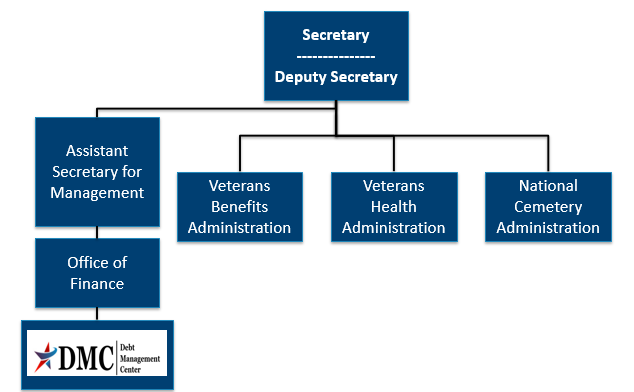 Secretary
---------------
Deputy Secretary
Assistant
Secretary for
Management
Veterans
Benefits
Administration
Veterans
Health
Administration
National
Cemetery
Administration
Office of
Finance
DMC
Debt
Management
Center